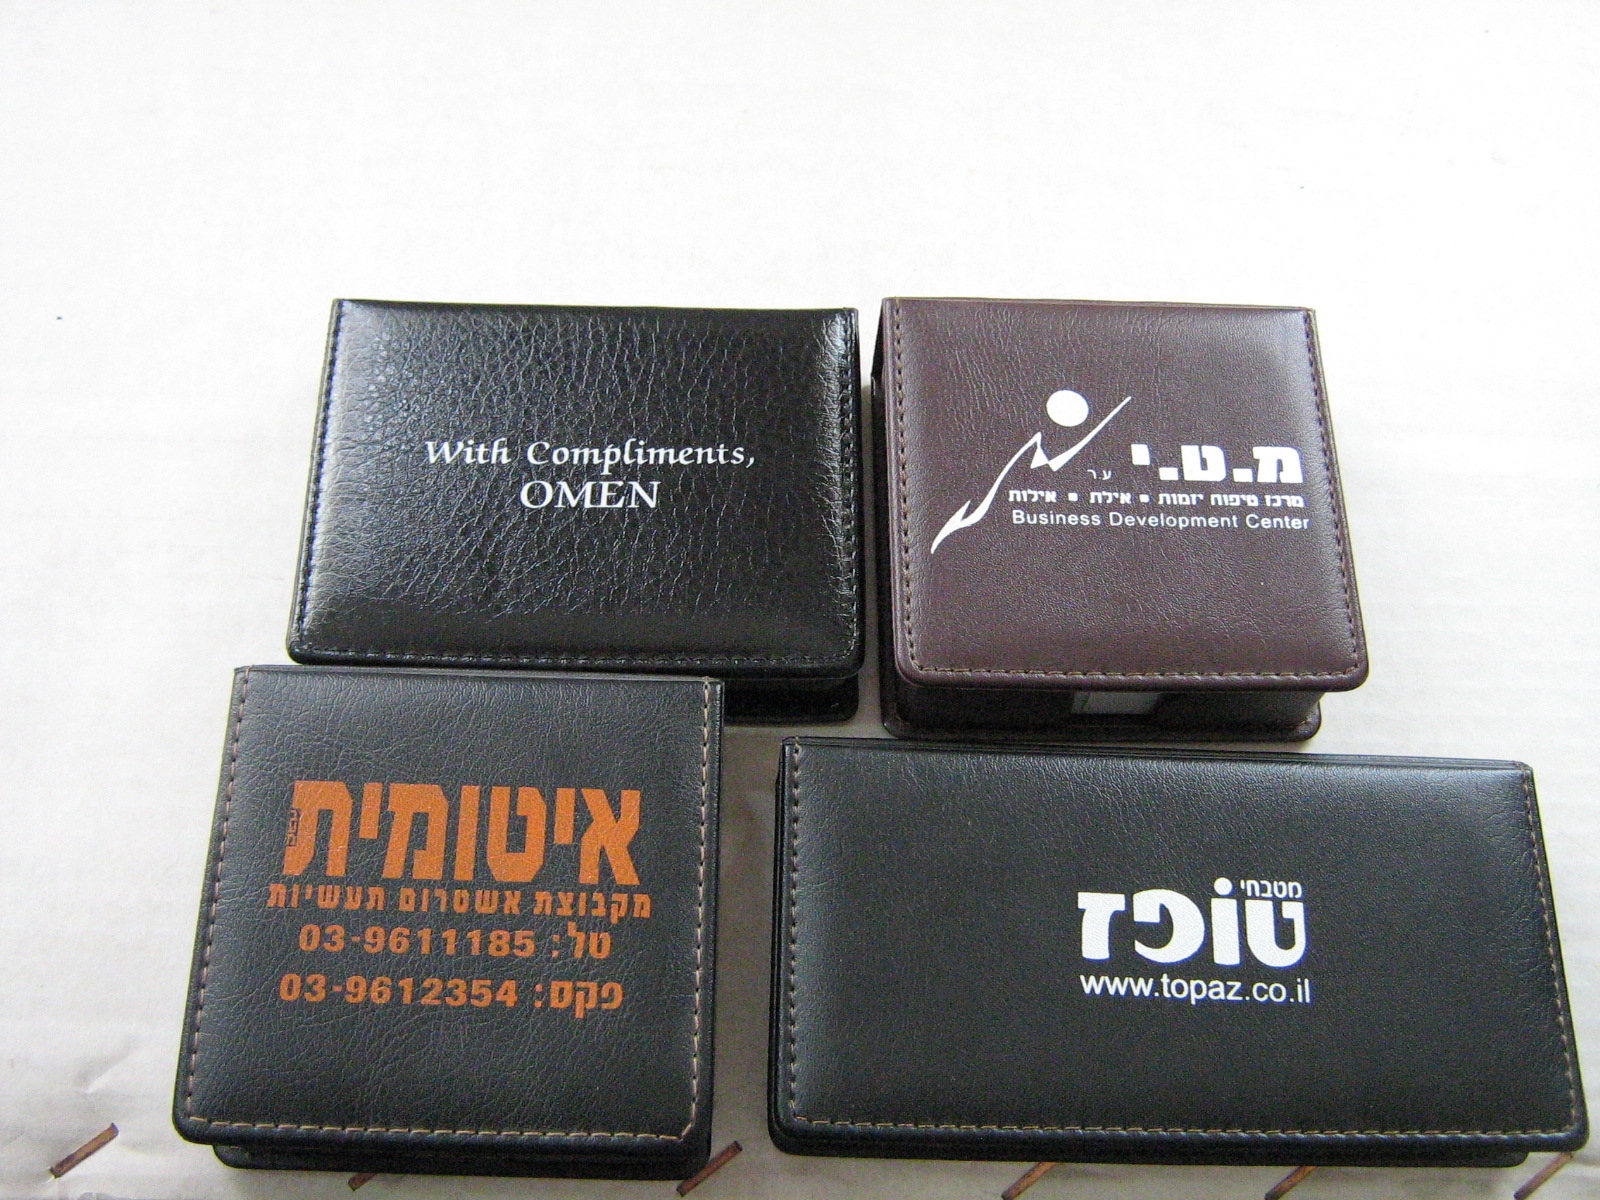 With Compliments,
OMEN
מ.ט.י ע.ר
מרכז טיפוח יזמות ▪ אילת ▪ אילות
Business Development Center
איטומית
מקבוצת אשטרום תעשיות
טל: 03-9611185
פקס: 03-9612354
מטבחי
טופז
www.topaz.co.il